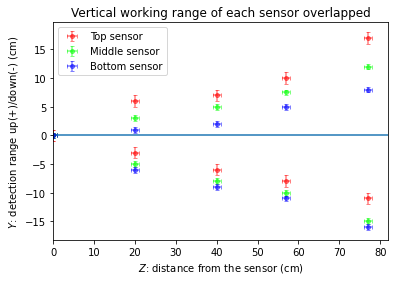 Vertical working range of each sensor overlapped
Top sensor
Middle sensor
Bottom sensor
Y: detection range up(+)/down(-) (cm)
15
10
5
0
−5
−10
−15
0 10 20 30 40 50 60 70 80
Z: distance from the sensor (cm)